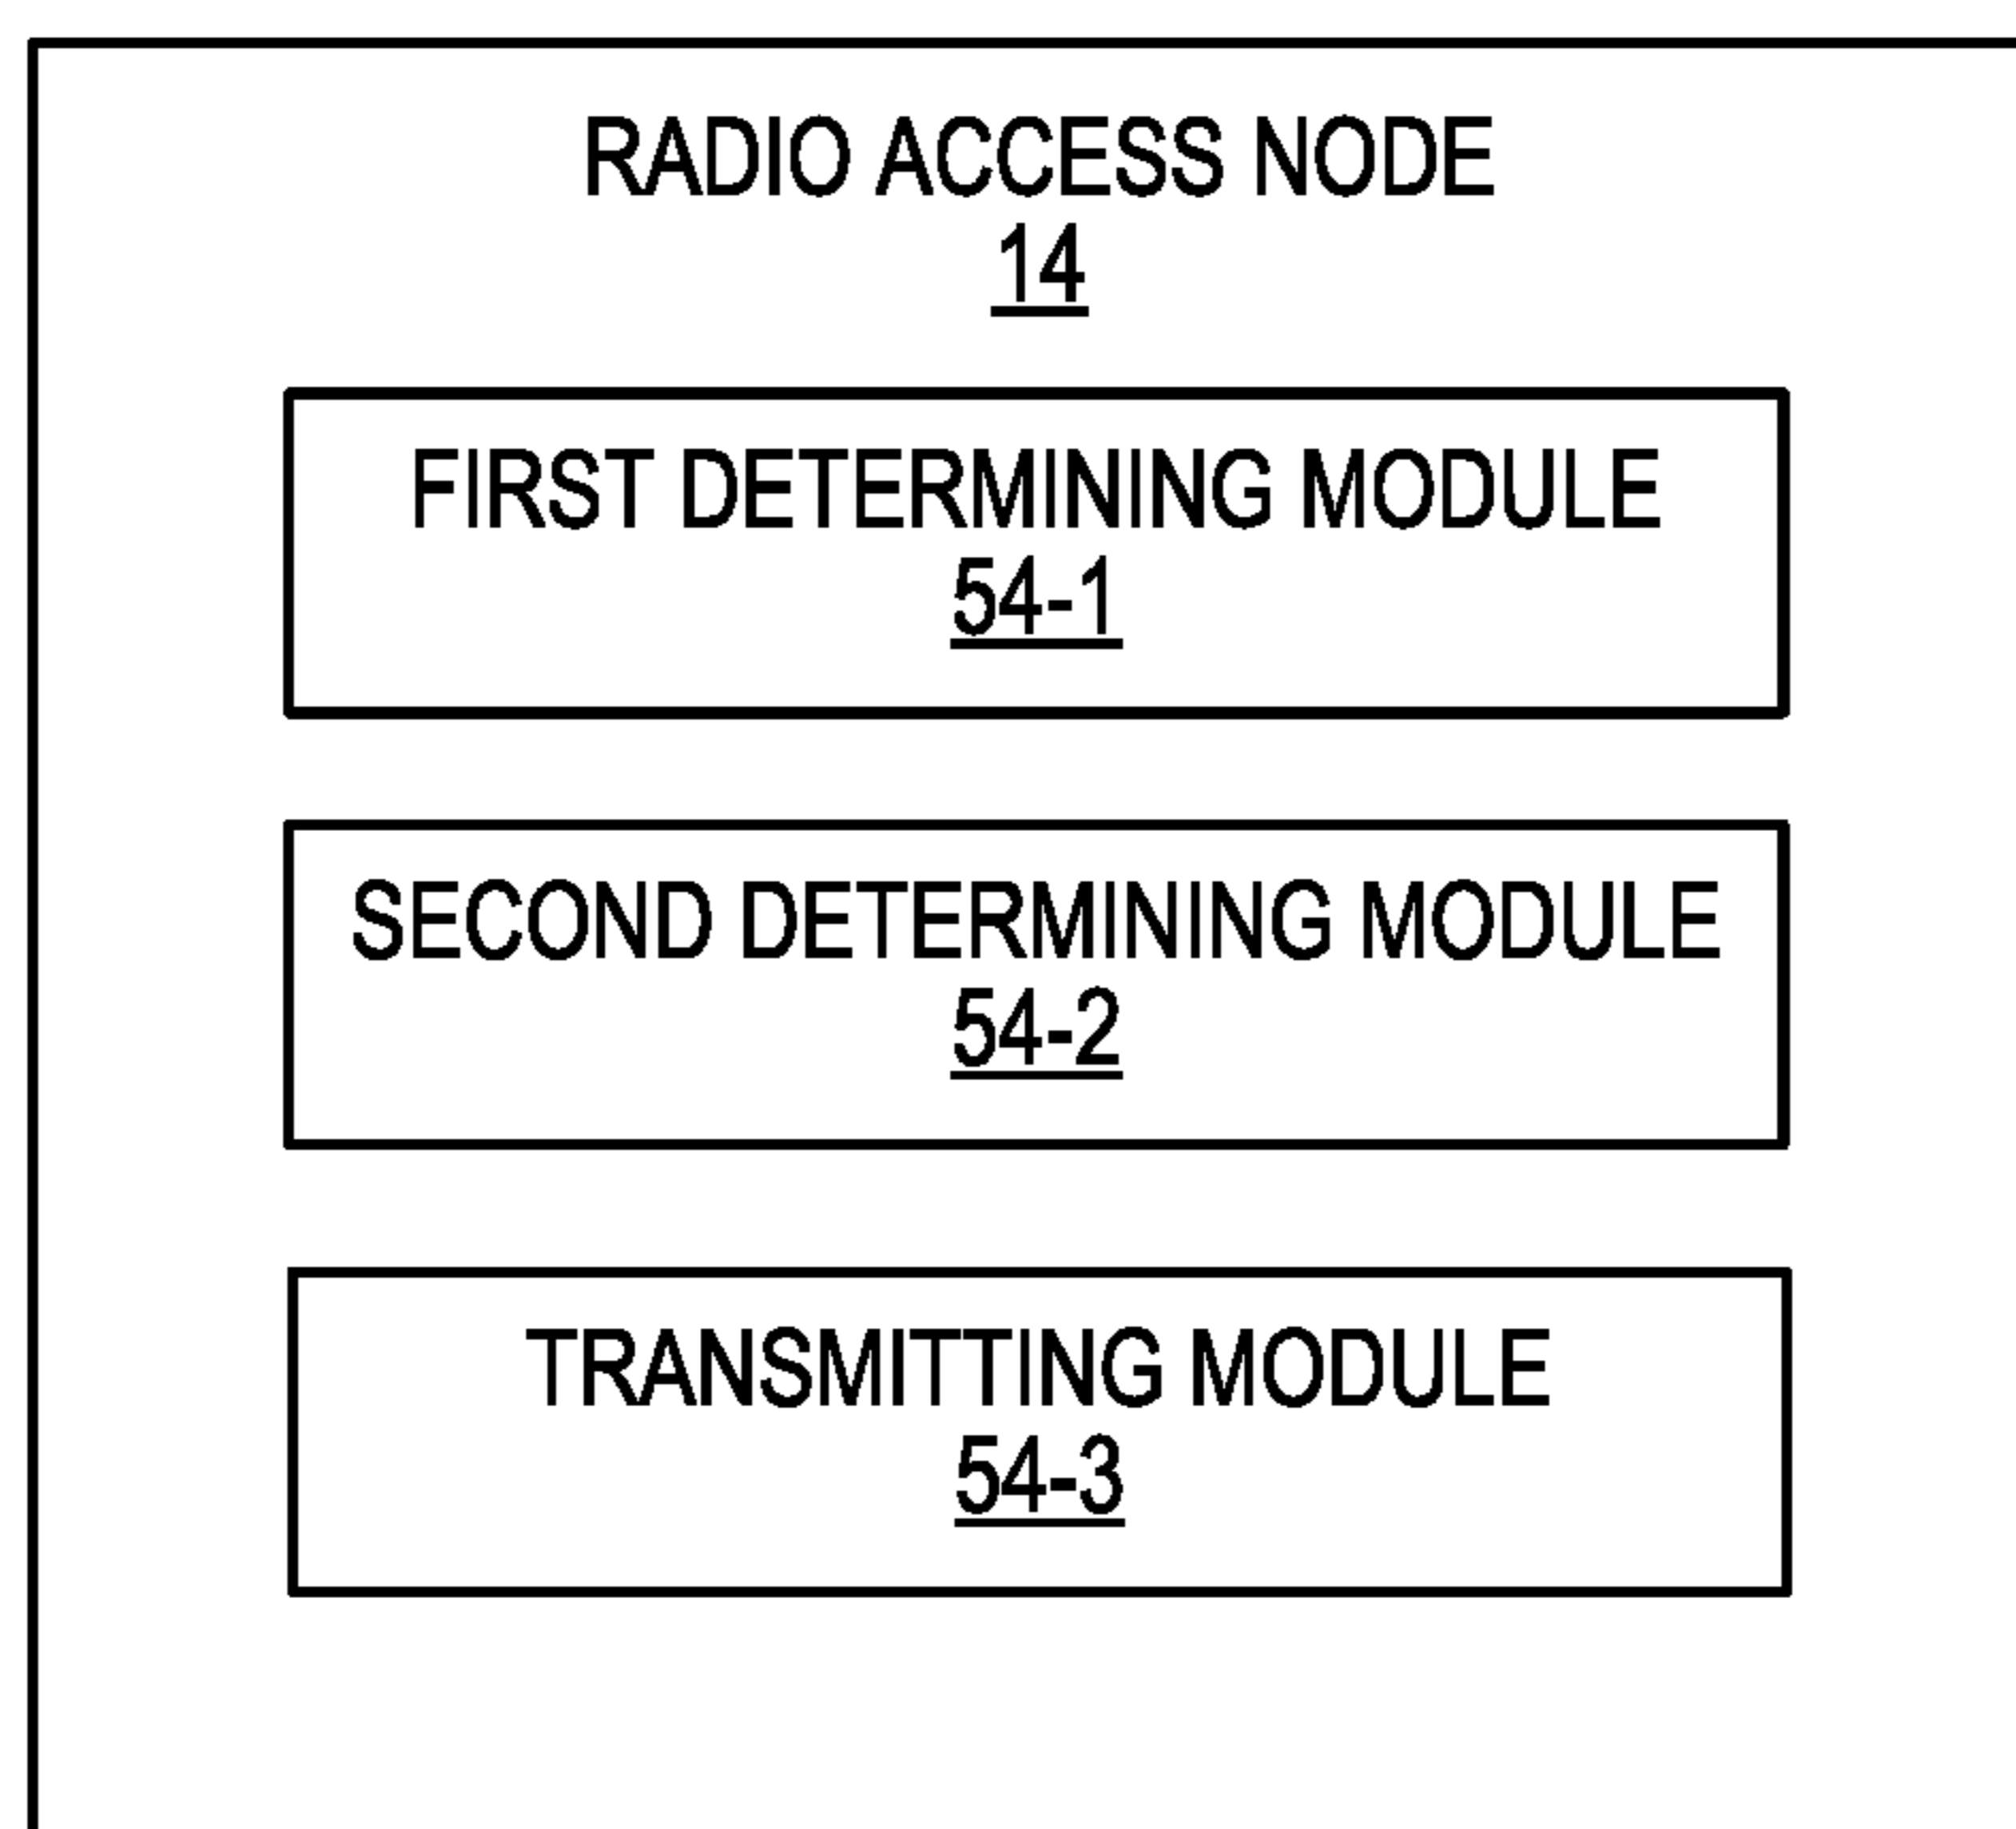 RADIO ACCESS NODE
14
FIRST DETERMINING MODULE
54-1
SECOND DETERMINING MODULE
54-2
TRANSMITTING MODULE
54-3